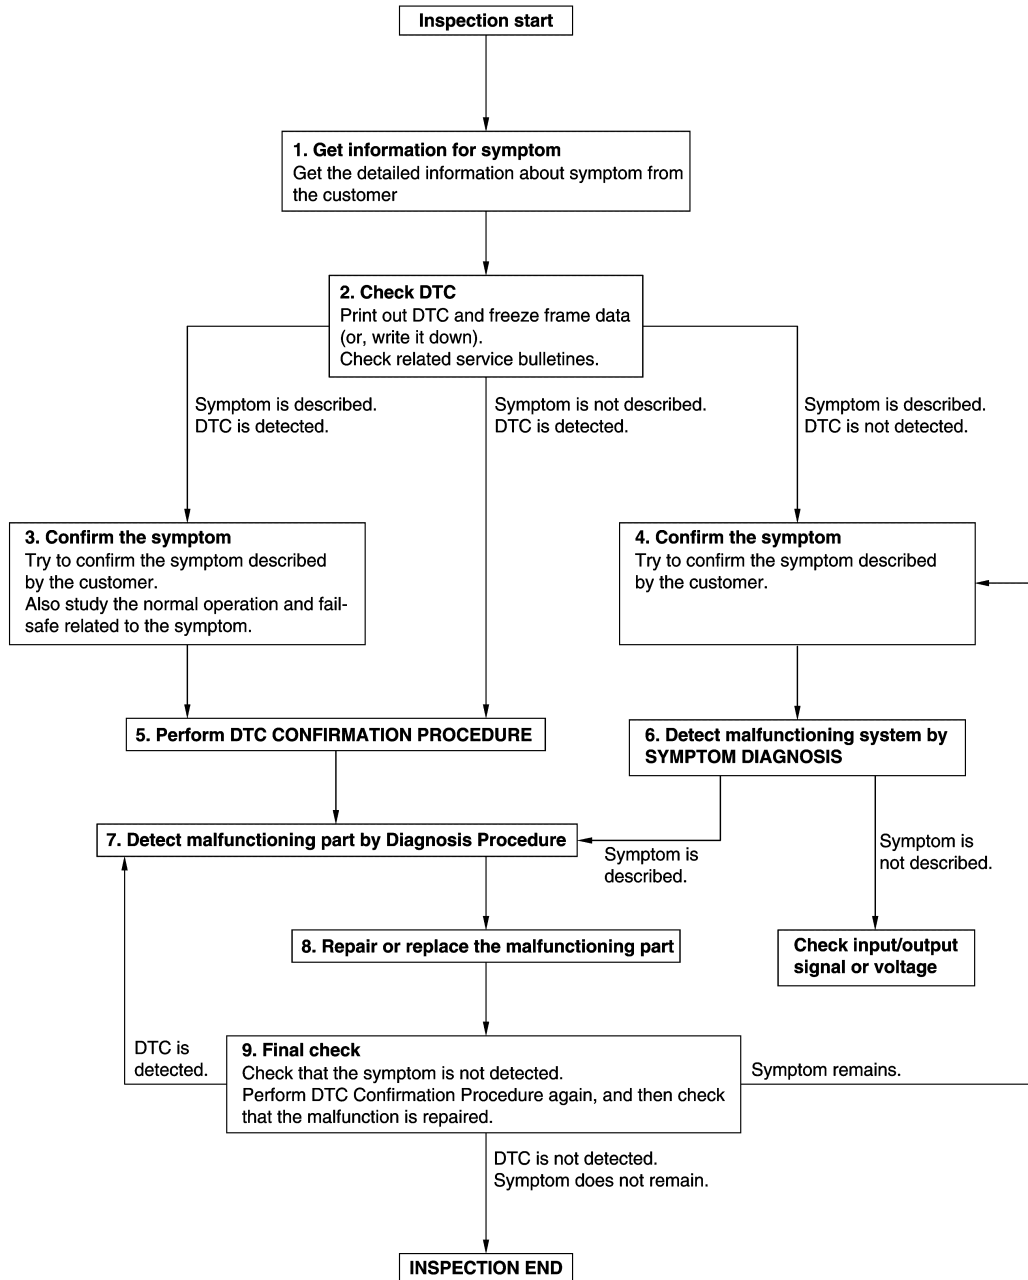 Inspection start
1. Get information for symptom
Get the detailed information about symptom from
the customer
2. Check DTC
Print out DTC and freeze frame data
(or, write it down).
Check related service bulletines.
Symptom is described.
DTC is detected.
Symptom is not described.
DTC is detected.
Symptom is described.
DTC is not detected.
3. Confirm the symptom
Try to confirm the symptom described
by the customer.
Also study the normal operation and fail-
safe related to the symptom.
4. Confirm the symptom
Try to confirm the symptom described
by the customer.
5. Perform DTC CONFIRMATION PROCEDURE
6. Detect malfunctioning system by
SYMPTOM DIAGNOSIS
7. Detect malfunctioning part by Diagnosis Procedure
Symptom is
described.
Symptom is
not described.
8. Repair or replace the malfunctioning part
Check input/output
signal or voltage
DTC is
detected.
9. Final check
Check that the symptom is not detected.
Perform DTC Confirmation Procedure again, and then check
that the malfunction is repaired.
Symptom remains.
DTC is not detected.
Symptom does not remain.
INSPECTION END